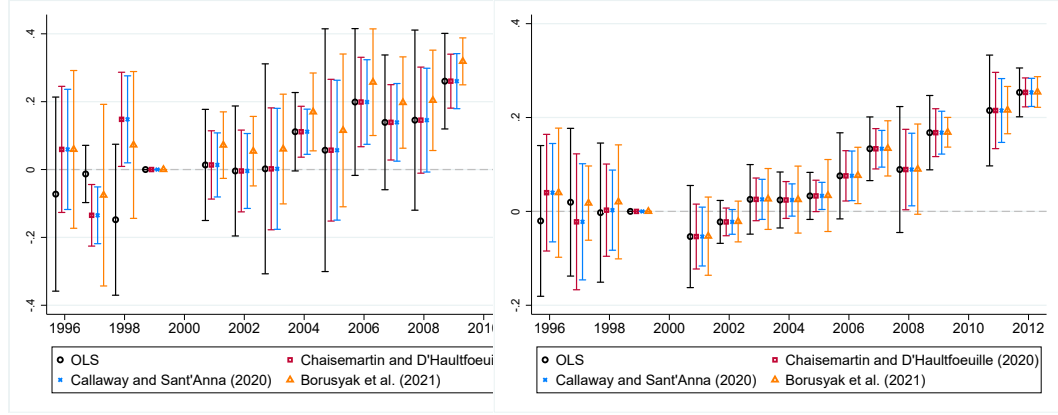 .4
.2
0
-.2
-.4
1996 1998 2000 2002 2004 2006 2008 2010
OLS Chaisemartin and D'Haultfoeui
Callaway and Sant'Anna (2020) Borusyak et al. (2021)
.4
.2
0
-.2
1996 1998 2000 2002 2004 2006 2008 2010 2012
OLS Chaisemartin and D'Haultfoeuille (2020)
Callaway and Sant'Anna (2020) Borusyak et al. (2021)